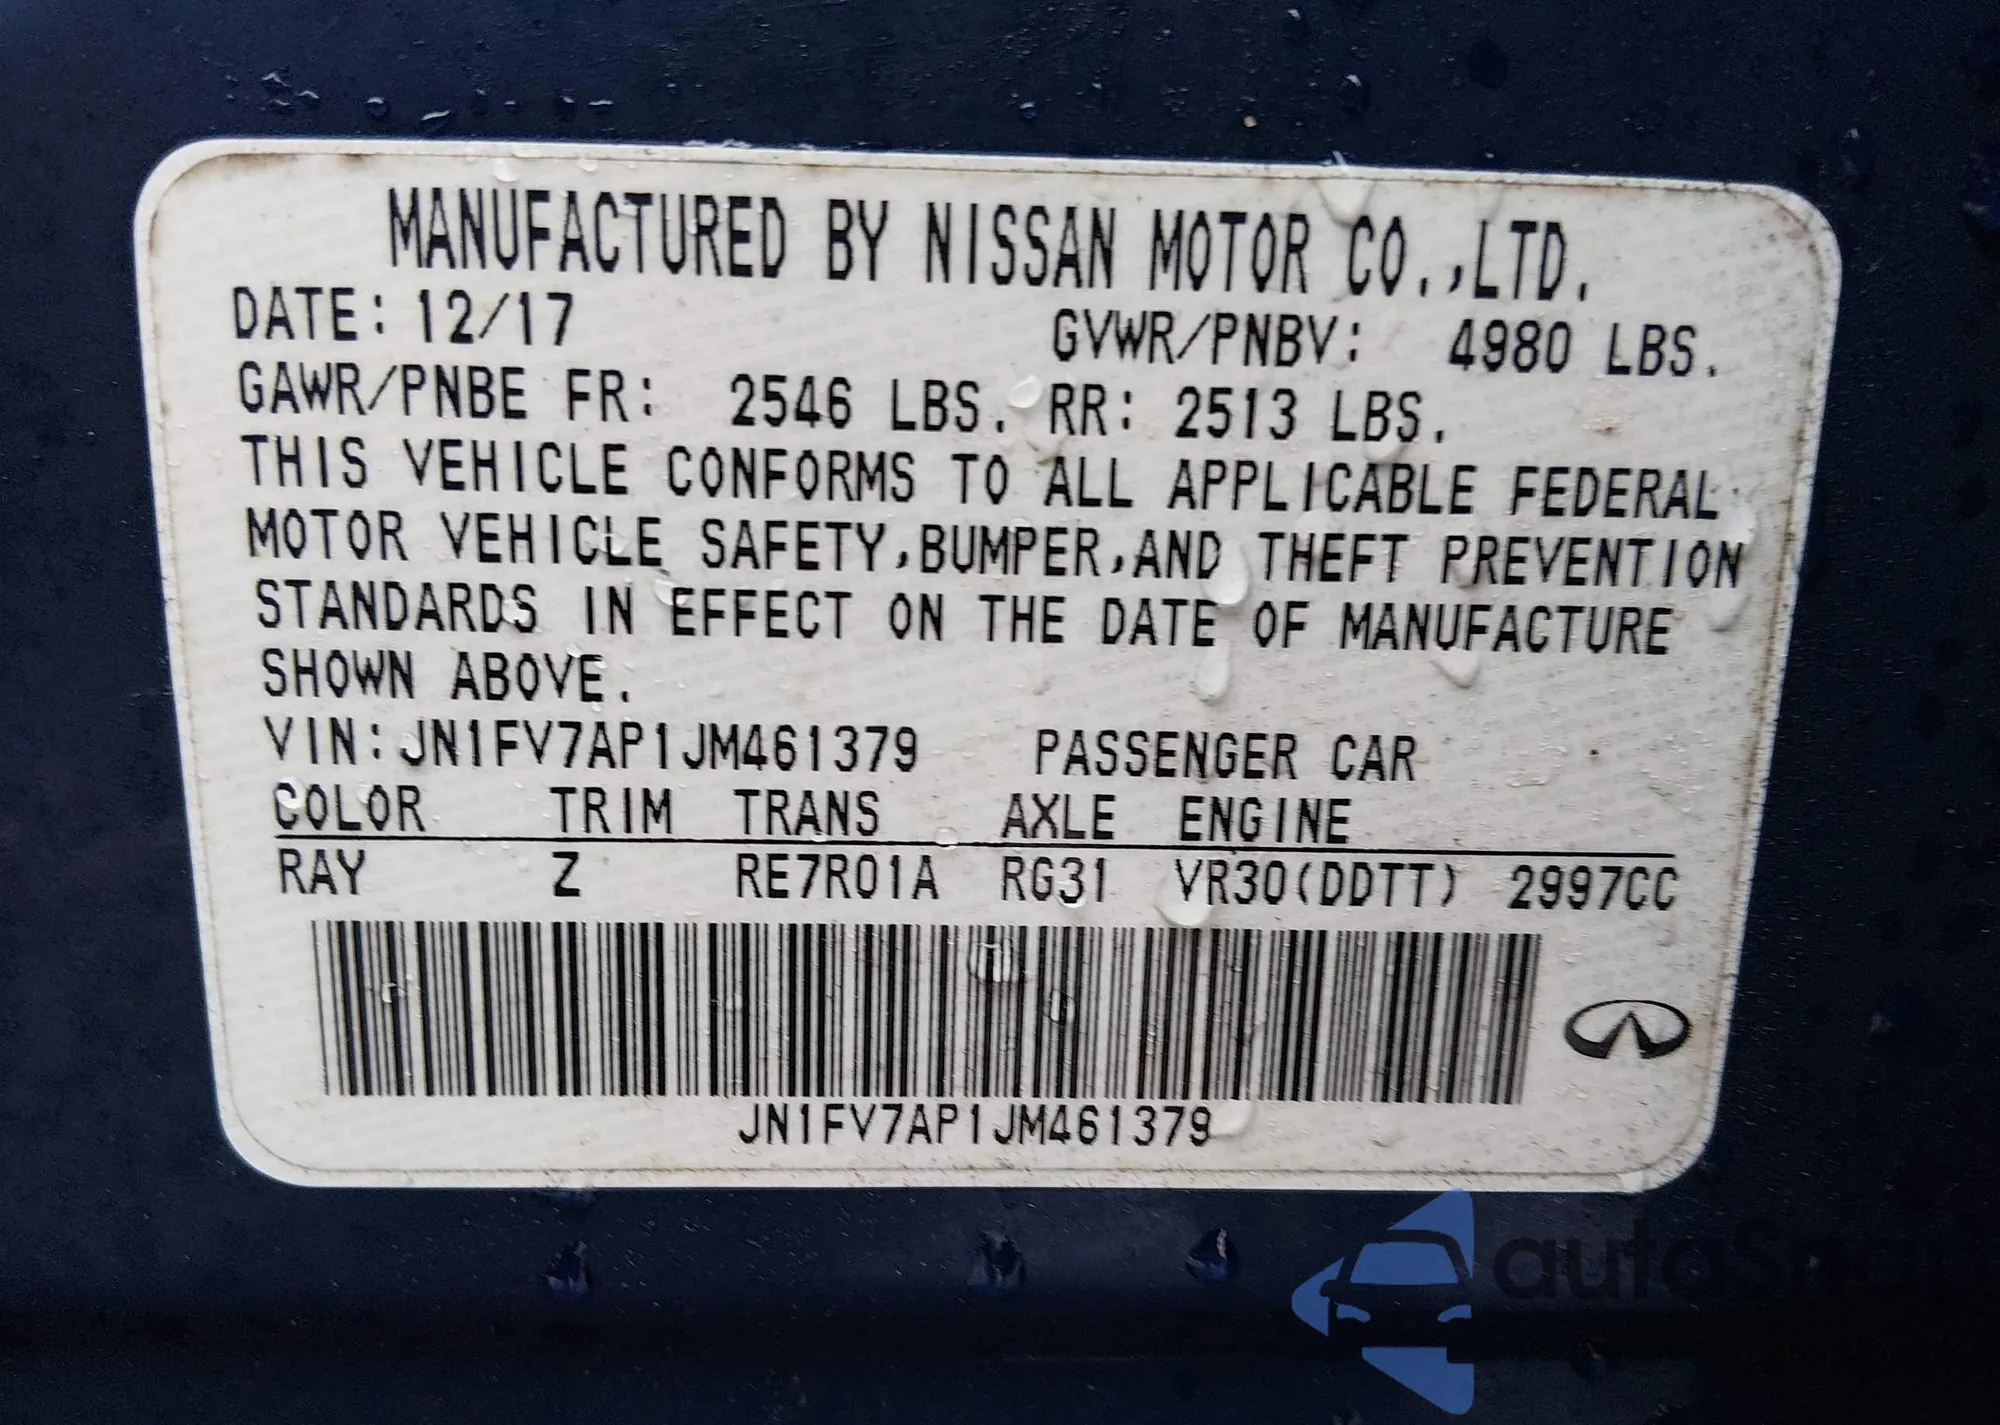 MANUFACTURED BY NISSAN MOTOR CO.,LTD.
DATE: 12/17 GVWR/PNBV: 4980 LBS.
GAWR/PNBE FR: 2546 LBS. RR: 2513 LBS.
THIS VEHICLE CONFORMS TO ALL APPLICABLE FEDERAL
MOTOR VEHICLE SAFETY,BUMPER,AND THEFT PREVENTION
STANDARDS IN EFFECT ON THE DATE OF MANUFACTURE
SHOWN ABOVE.
VIN: JN1FV7AP1JM461379 PASSENGER CAR
COLOR TRIM TRANS AXLE ENGINE
RAY Z RE7R01A RG31 VR30(DDTT) 2997CC
JN1FV7AP1JM461379
autoSnap